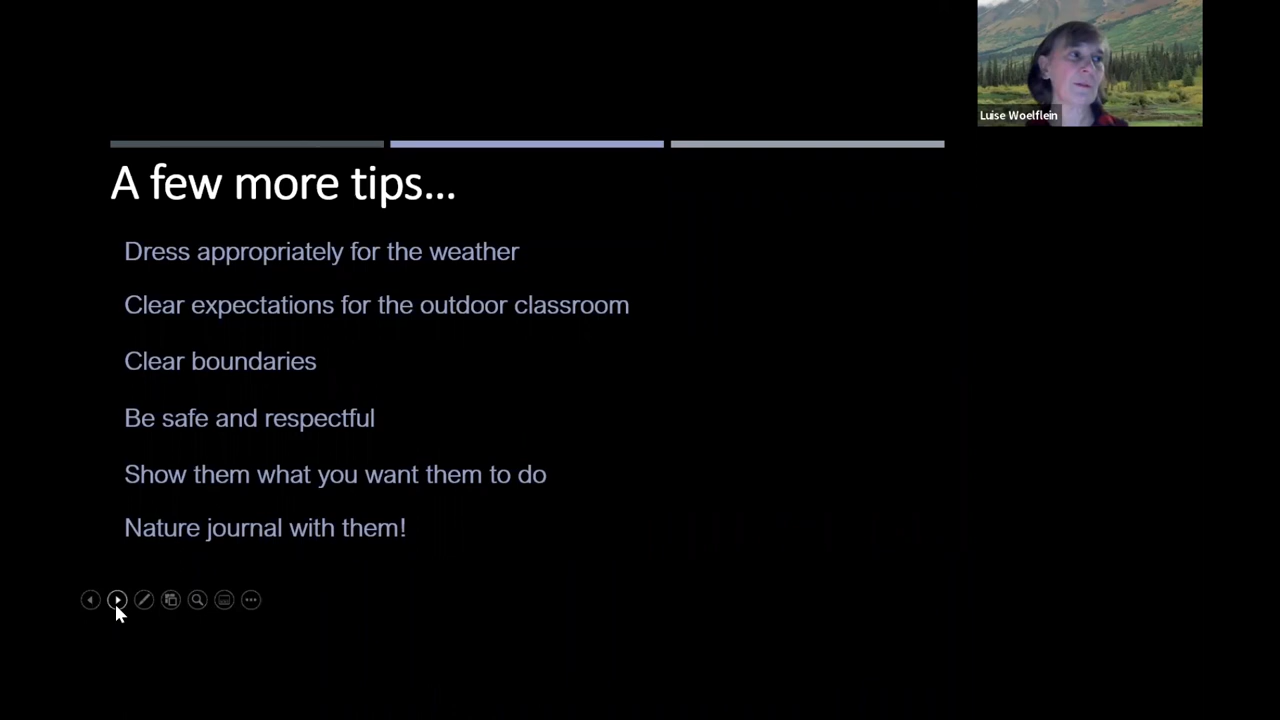 Luise Woelflein
A few more tips...
Dress appropriately for the weather
Clear expectations for the outdoor classroom
Clear boundaries
Be safe and respectful
Show them what you want them to do
Nature journal with them!